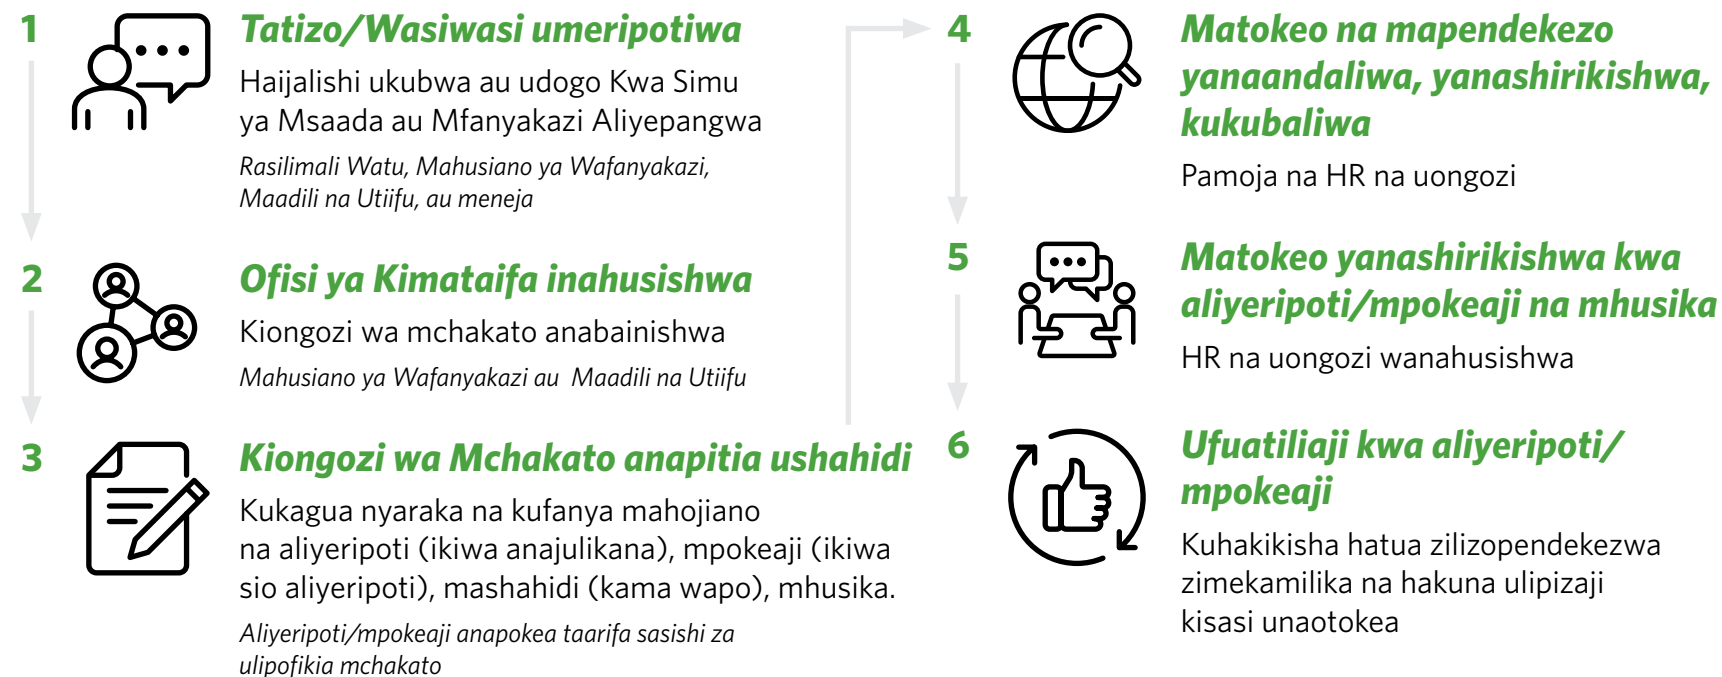 1
Tatizo/Wasiwasi umeripotiwa
Haijalishi ukubwa au udogo Kwa Simu
ya Msaada au Mfanyakazi Aliyepangwa
Rasilimali Watu, Mahusiano ya Wafanyakazi,
Maadili na Utiifu, au meneja
2
Ofisi ya Kimataifa inahusishwa
Kiongozi wa mchakato anabainishwa
Mahusiano ya Wafanyakazi au Maadili na Utiifu
3
Kiongozi wa Mchakato anapitia ushahidi
Kukagua nyaraka na kufanya mahojiano
na aliyeripoti (ikiwa anajulikana), mpokeaji (ikiwa
sio aliyeripoti), mashahidi (kama wapo), mhusika.
Aliyeripoti/mpokeaji anapokea taarifa sasishi za
ulipofikia mchakato
4
Matokeo na mapendekezo
yanaandaliwa, yanashirikishwa,
kukubaliwa
Pamoja na HR na uongozi
5
Matokeo yanashirikishwa kwa
aliyeripoti/mpokeaji na mhusika
HR na uongozi wanahusishwa
6
Ufuatiliaji kwa aliyeripoti/
mpokeaji
Kuhakikisha hatua zilizopendekezwa
zimekamilika na hakuna ulipizaji
kisasi unaotokea